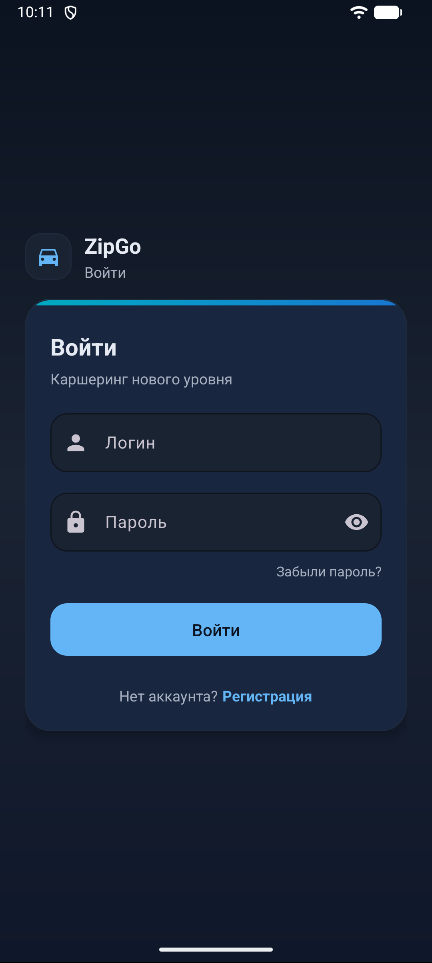 10:11
ZipGo
Войти
Войти
Каршеринг нового уровня
Логин
Пароль
Забыли пароль?
Войти
Нет аккаунта? Регистрация